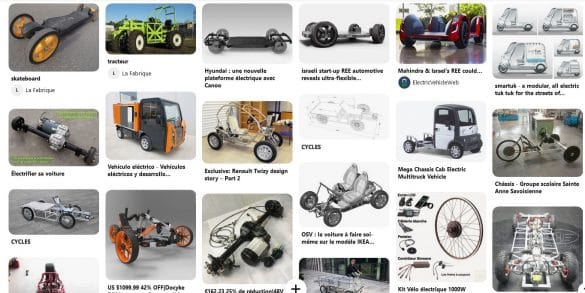 skateboard
L La Fabrique
Électrifier sa voiture
CYCLES
tracteur
L La Fabrique
Vehículo eléctrico - Vehículos
eléctricos y desarrollo...
US $1099.99 42% OFF|Docyke
Hyundai : une nouvelle
plateforme électrique avec
Canoo
Exclusive: Renault Twizy design
story – Part 2
€162.23 25% de réduction|48V
israeli start-up REE automotive
reveals ultra-flexible...
CYCLES
OSV : la voiture à faire soi-
même sur le modèle IKEA...
Mahindra & Israel's REE could...
ElectricVehicleWeb
Mega Chassis Cab Electric
Multitruck Vehicle
Ecran LCD
Kit Vélo électrique 1000W
smartuk - a modular, all electric
tuk tuk for the streets of...
Châssis - Groupe scolaire Sainte
Anne Savoisienne